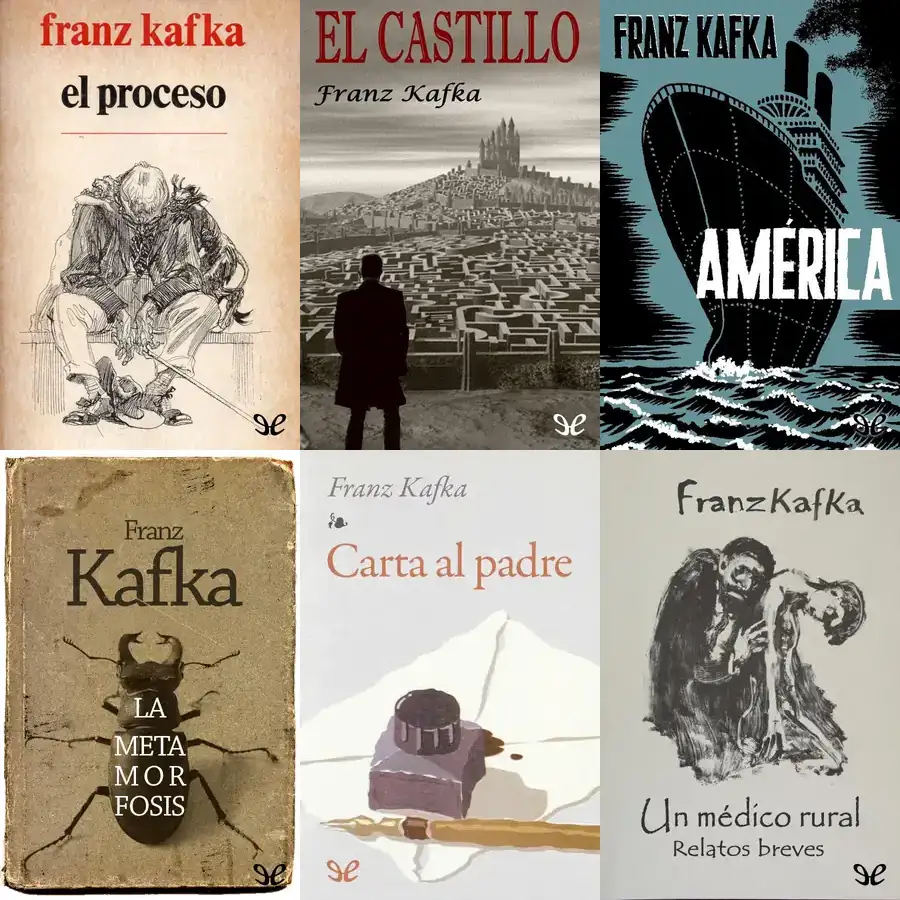 franz kafka
el proceso
EL CASTILLO
Franz Kafka
FRANZ KAFKA
AMÉRICA
Franz
Kafka
LA
META
MOR
FOSIS
Franz Kafka
Carta al padre
Franz Kafka
Un médico rural
Relatos breves